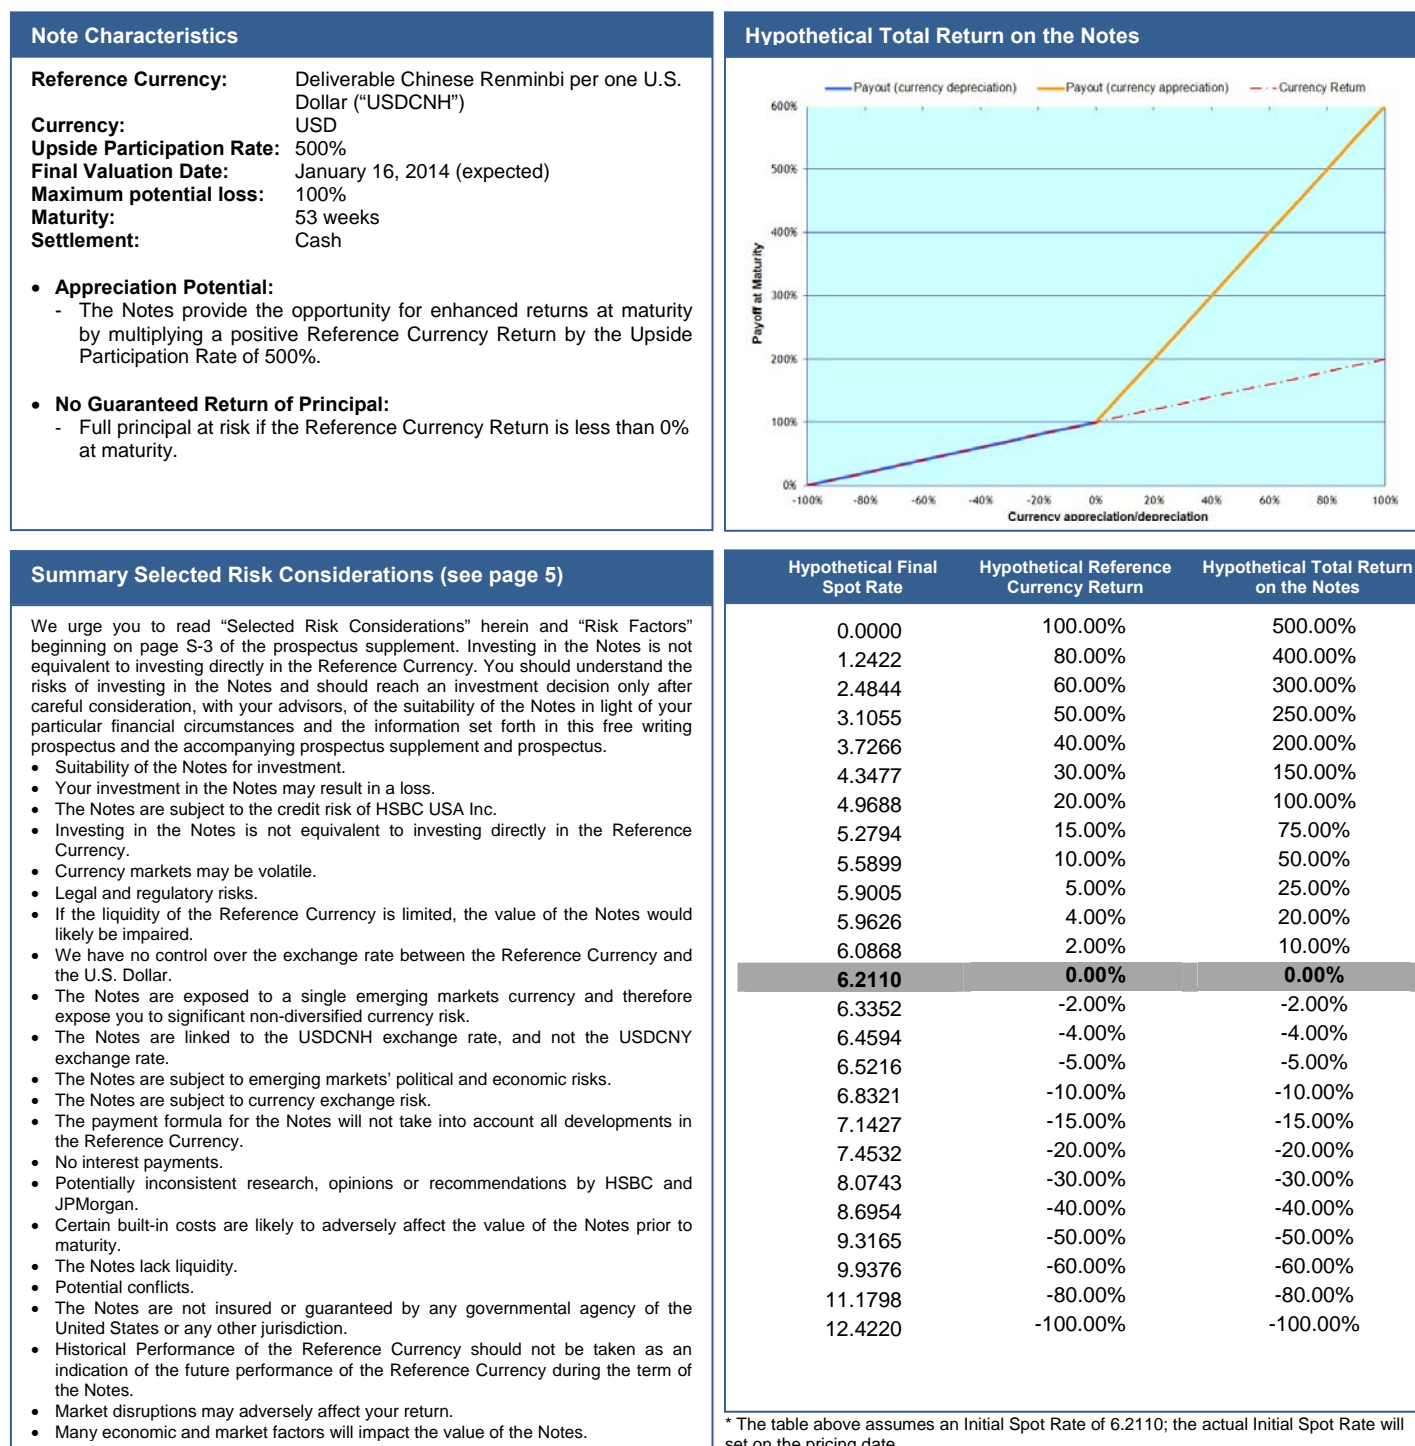 Note Characteristics
Reference Currency: Deliverable Chinese Renminbi per one U.S.
Dollar (“USDCNH”)
Currency: USD
Upside Participation Rate: 500%
Final Valuation Date: January 16, 2014 (expected)
Maximum potential loss: 100%
Maturity: 53 weeks
Settlement: Cash
• Appreciation Potential:
- The Notes provide the opportunity for enhanced returns at maturity
by multiplying a positive Reference Currency Return by the Upside
Participation Rate of 500%.
• No Guaranteed Return of Principal:
- Full principal at risk if the Reference Currency Return is less than 0%
at maturity.
Hypothetical Total Return on the Notes
Payout (currency depreciation) Payout (currency appreciation) Currency Return
600%
500%
400%
300%
200%
100%
0%
Payoff at Maturity
-100% -80% -60% -40% -20% 0% 20% 40% 60% 80% 100%
Currency appreciation/depreciation
Summary Selected Risk Considerations (see page 5)
We urge you to read “Selected Risk Considerations” herein and “Risk Factors”
beginning on page S-3 of the prospectus supplement. Investing in the Notes is not
equivalent to investing directly in the Reference Currency. You should understand the
risks of investing in the Notes and should reach an investment decision only after
careful consideration, with your advisors, of the suitability of the Notes in light of your
particular financial circumstances and the information set forth in this free writing
prospectus and the accompanying prospectus supplement and prospectus.
• Suitability of the Notes for investment.
• Your investment in the Notes may result in a loss.
• The Notes are subject to the credit risk of HSBC USA Inc.
• Investing in the Notes is not equivalent to investing directly in the Reference
Currency.
• Currency markets may be volatile.
• Legal and regulatory risks.
• If the liquidity of the Reference Currency is limited, the value of the Notes would
likely be impaired.
• We have no control over the exchange rate between the Reference Currency and
the U.S. Dollar.
• The Notes are exposed to a single emerging markets currency and therefore
expose you to significant non-diversified currency risk.
• The Notes are linked to the USDCNH exchange rate, and not the USDCNY
exchange rate.
• The Notes are subject to emerging markets’ political and economic risks.
• The Notes are subject to currency exchange risk.
• The payment formula for the Notes will not take into account all developments in
the Reference Currency.
• No interest payments.
• Potentially inconsistent research, opinions or recommendations by HSBC and
JPMorgan.
• Certain built-in costs are likely to adversely affect the value of the Notes prior to
maturity.
• The Notes lack liquidity.
• Potential conflicts.
• The Notes are not insured or guaranteed by any governmental agency of the
United States or any other jurisdiction.
• Historical Performance of the Reference Currency should not be taken as an
indication of the future performance of the Reference Currency during the term of
the Notes.
• Market disruptions may adversely affect your return.
• Many economic and market factors will impact the value of the Notes.
Hypothetical Final Hypothetical Reference Hypothetical Total Return
Spot Rate Currency Return on the Notes
0.0000 100.00% 500.00%
1.2422 80.00% 400.00%
2.4844 60.00% 300.00%
3.1055 50.00% 250.00%
3.7266 40.00% 200.00%
4.3477 30.00% 150.00%
4.9688 20.00% 100.00%
5.2794 15.00% 75.00%
5.5899 10.00% 50.00%
5.9005 5.00% 25.00%
5.9626 4.00% 20.00%
6.0868 2.00% 10.00%
6.2110 0.00% 0.00%
6.3352 -2.00% -2.00%
6.4594 -4.00% -4.00%
6.5216 -5.00% -5.00%
6.8321 -10.00% -10.00%
7.1427 -15.00% -15.00%
7.4532 -20.00% -20.00%
8.0743 -30.00% -30.00%
8.6954 -40.00% -40.00%
9.3165 -50.00% -50.00%
9.9376 -60.00% -60.00%
11.1798 -80.00% -80.00%
12.4220 -100.00% -100.00%
* The table above assumes an Initial Spot Rate of 6.2110; the actual Initial Spot Rate will
set on the pricing date